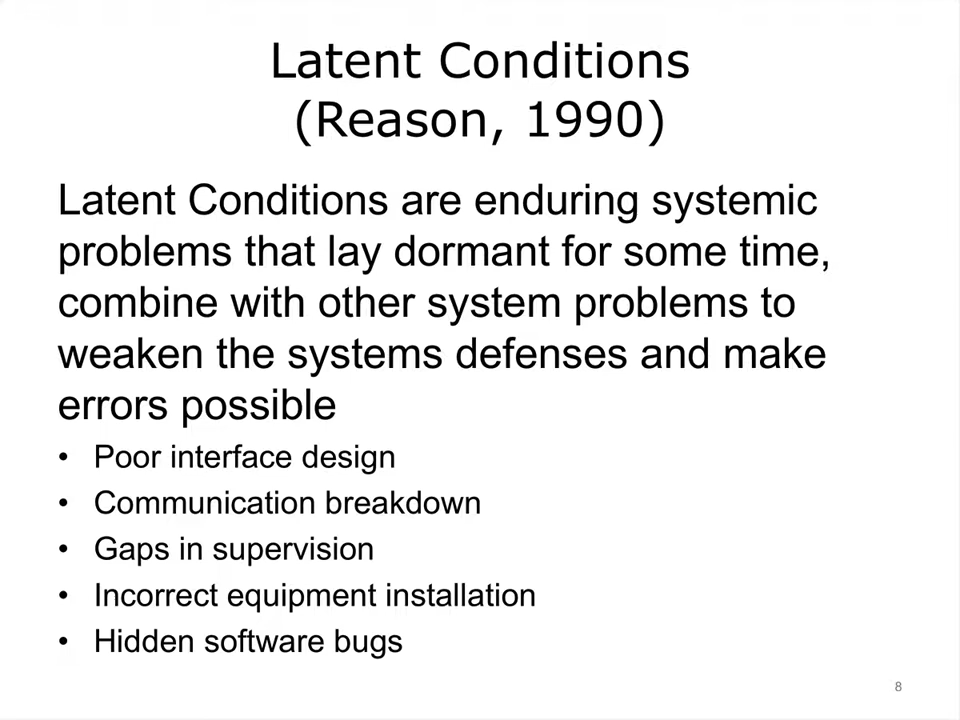 Latent Conditions
(Reason, 1990)
Latent Conditions are enduring systemic
problems that lay dormant for some time,
combine with other system problems to
weaken the systems defenses and make
errors possible
• Poor interface design
• Communication breakdown
• Gaps in supervision
• Incorrect equipment installation
• Hidden software bugs
8